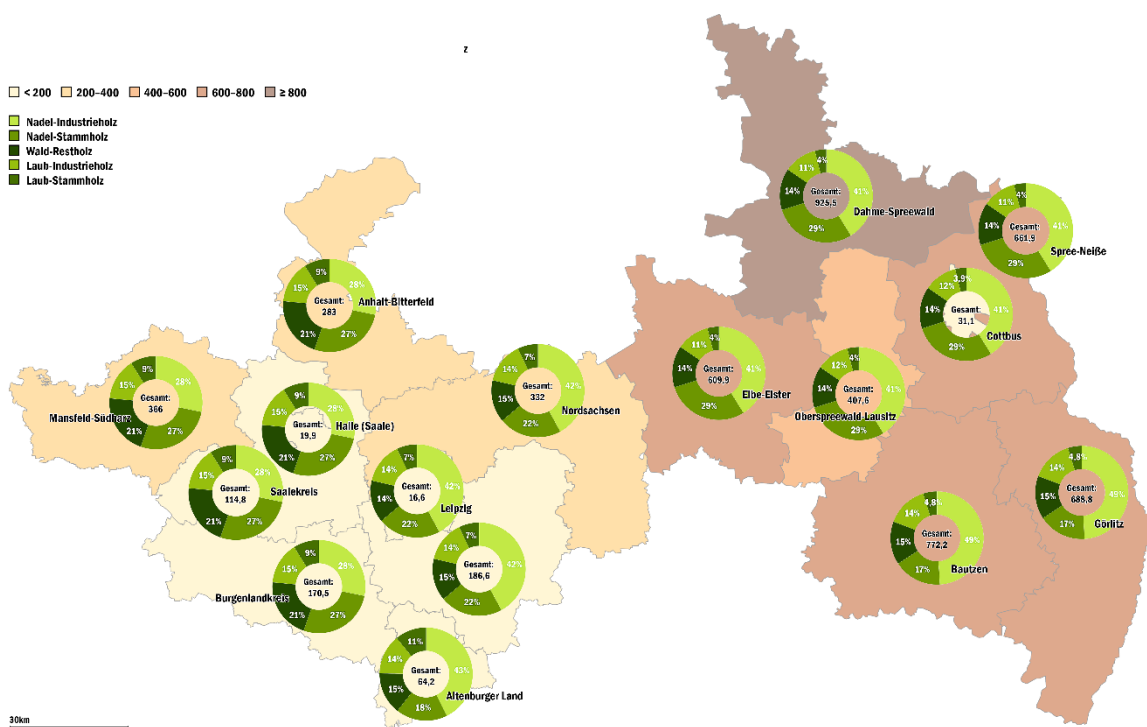 z
< 200 200–400 400–600 600–800 ≥ 800
Nadel-Industrieholz
Nadel-Stammholz
Wald-Restholz
Laub-Industrieholz
Laub-Stammholz
4%
11%
41%
14%
Gesamt:
925,5
29%
Dahme-Spreewald
4%
11%
41%
14%
Gesamt:
661,9
29%
Spree-Neiße
9%
15%
28%
Gesamt:
283
21%
27%
Anhalt-Bitterfeld
3,9%
12%
41%
14%
Gesamt:
31,1
29%
Cottbus
4%
11%
41%
14%
Gesamt:
609,9
29%
Elbe-Elster
4%
12%
41%
14%
Gesamt:
407,6
29%
Oberspreewald-Lausitz
7%
14%
42%
15%
Gesamt:
332
22%
Nordsachsen
9%
15%
28%
Gesamt:
366
21%
27%
Mansfeld-Südharz
9%
15%
28%
Gesamt:
19,9
21%
27%
Halle (Saale)
9%
15%
28%
Gesamt:
114,8
21%
27%
Saalekreis
7%
14%
42%
14%
Gesamt:
16,6
22%
Leipzig
4,8%
14%
49%
15%
Gesamt:
688,8
17%
Görlitz
4,8%
14%
49%
15%
Gesamt:
772,2
17%
Bautzen
7%
14%
42%
15%
Gesamt:
186,6
22%
9%
15%
28%
Gesamt:
170,5
21%
27%
Burgenlandkreis
11%
14%
43%
15%
Gesamt:
64,2
18%
Altenburger Land
30km